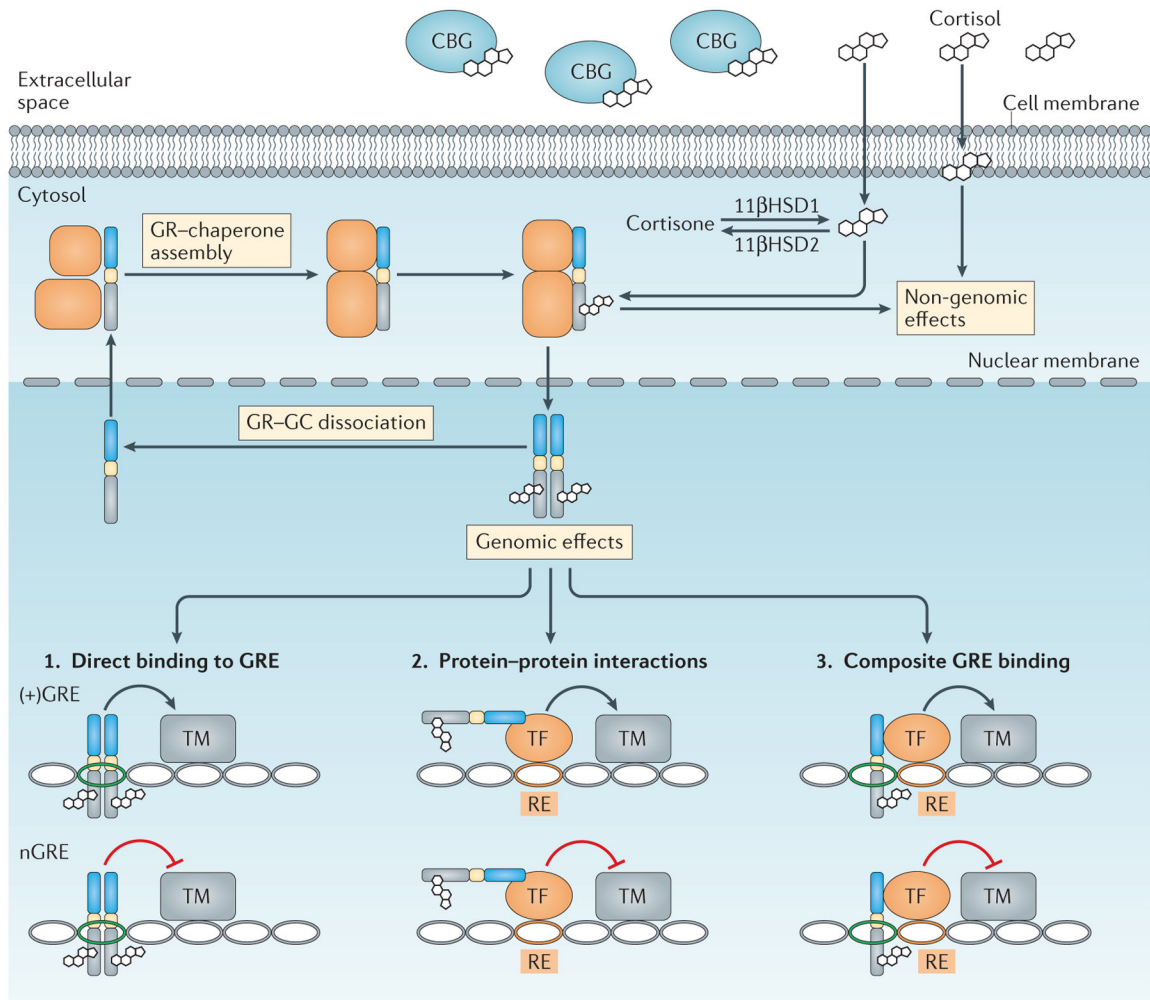 Cortisol
CBG
CBG
CBG
Extracellular
space
Cell membrane
Cytosol
GR–chaperone
assembly
Cortisone
11βHSD1
11βHSD2
Non-genomic
effects
Nuclear membrane
GR–GC dissociation
Genomic effects
1. Direct binding to GRE
2. Protein–protein interactions
3. Composite GRE binding
(+)GRE
TM
TF
TM
TF
TM
RE
RE
nGRE
TM
TF
TM
TF
TM
RE
RE